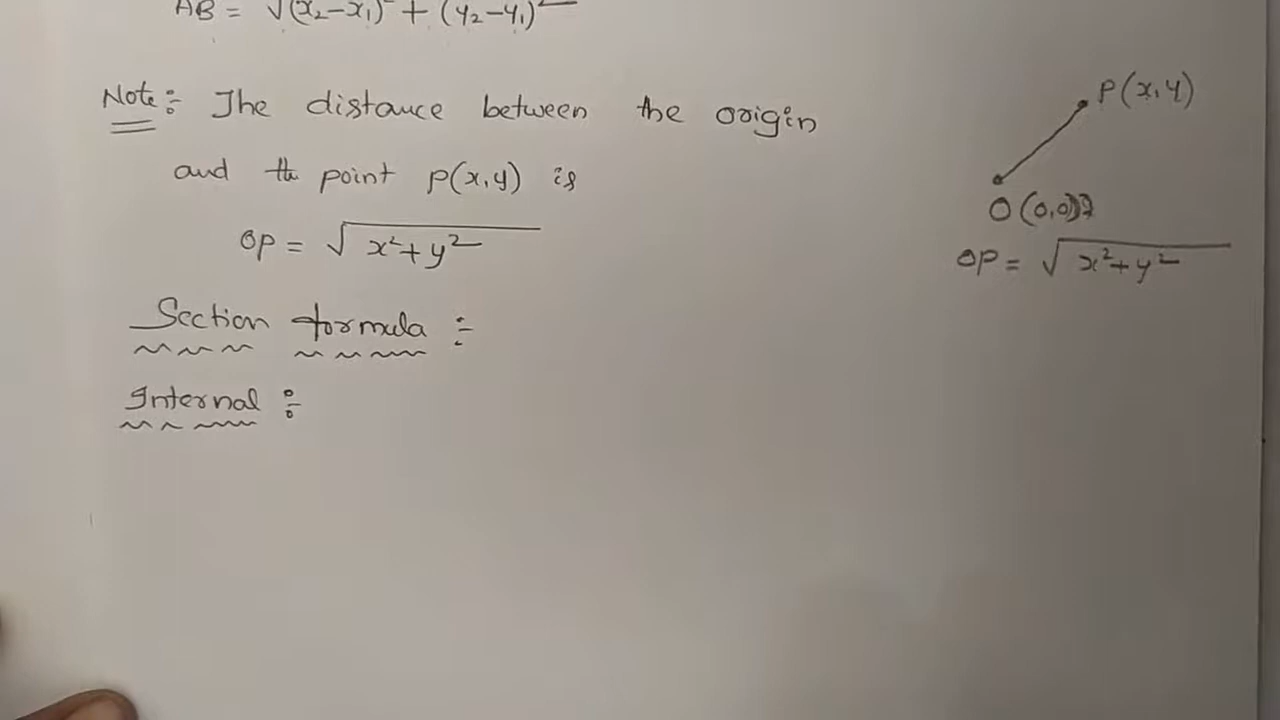 AB = √(x₂-x₁)² + (y₂-y₁)²
Note:- The distance between the origin
and the point P(x,y) is
OP = √x²+y²
Section formula :-
Internal :-
P(x,y)
O(0,0)
OP = √x²+y²